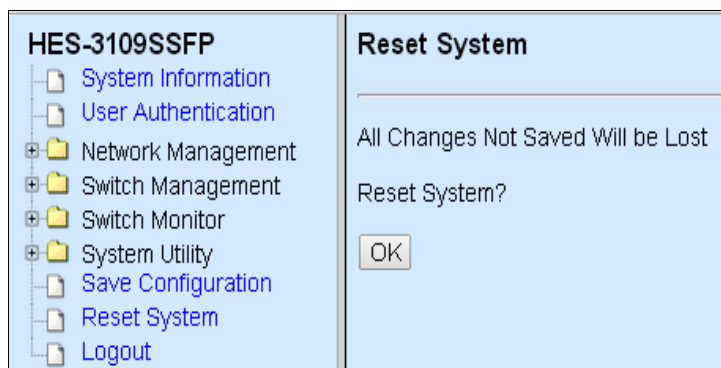 HES-3109SSFP
System Information
User Authentication
Network Management
Switch Management
Switch Monitor
System Utility
Save Configuration
Reset System
Logout
Reset System
All Changes Not Saved Will be Lost
Reset System?
OK